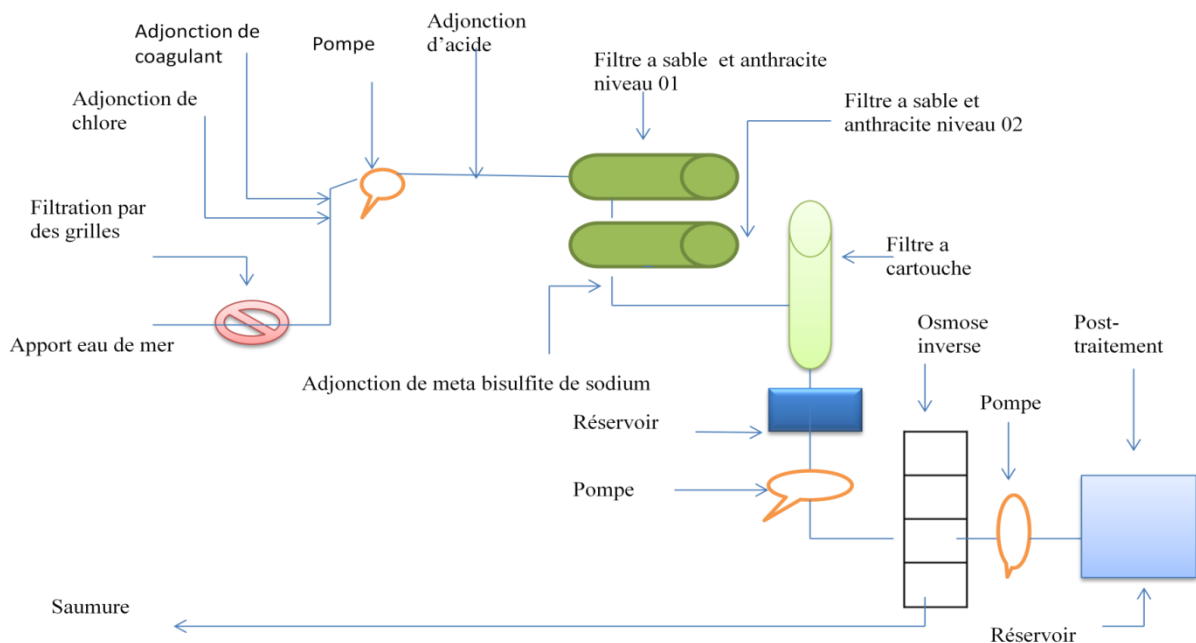 Adjonction de
coagulant
Pompe
Adjonction
d’acide
Filtre a sable et anthracite
niveau 01
Filtre a sable et
anthracite niveau 02
Adjonction de
chlore
Filtration par
des grilles
Apport eau de mer
Filtre a
cartouche
Adjonction de meta bisulfite de sodium
Osmose
inverse
Post-
traitement
Réservoir
Pompe
Pompe
Saumure
Réservoir